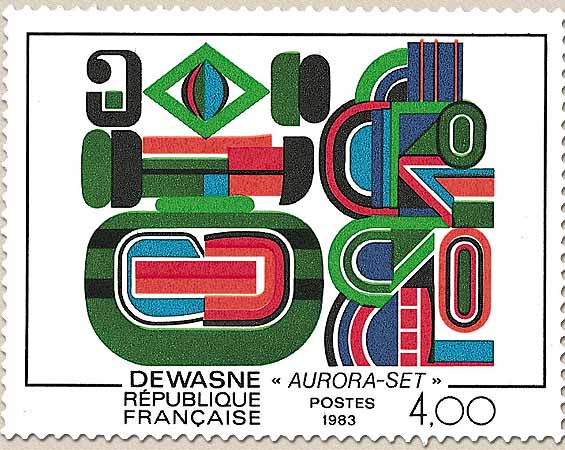 DEWASNE « AURORA-SET »
RÉPUBLIQUE FRANÇAISE
POSTES 1983
4,00